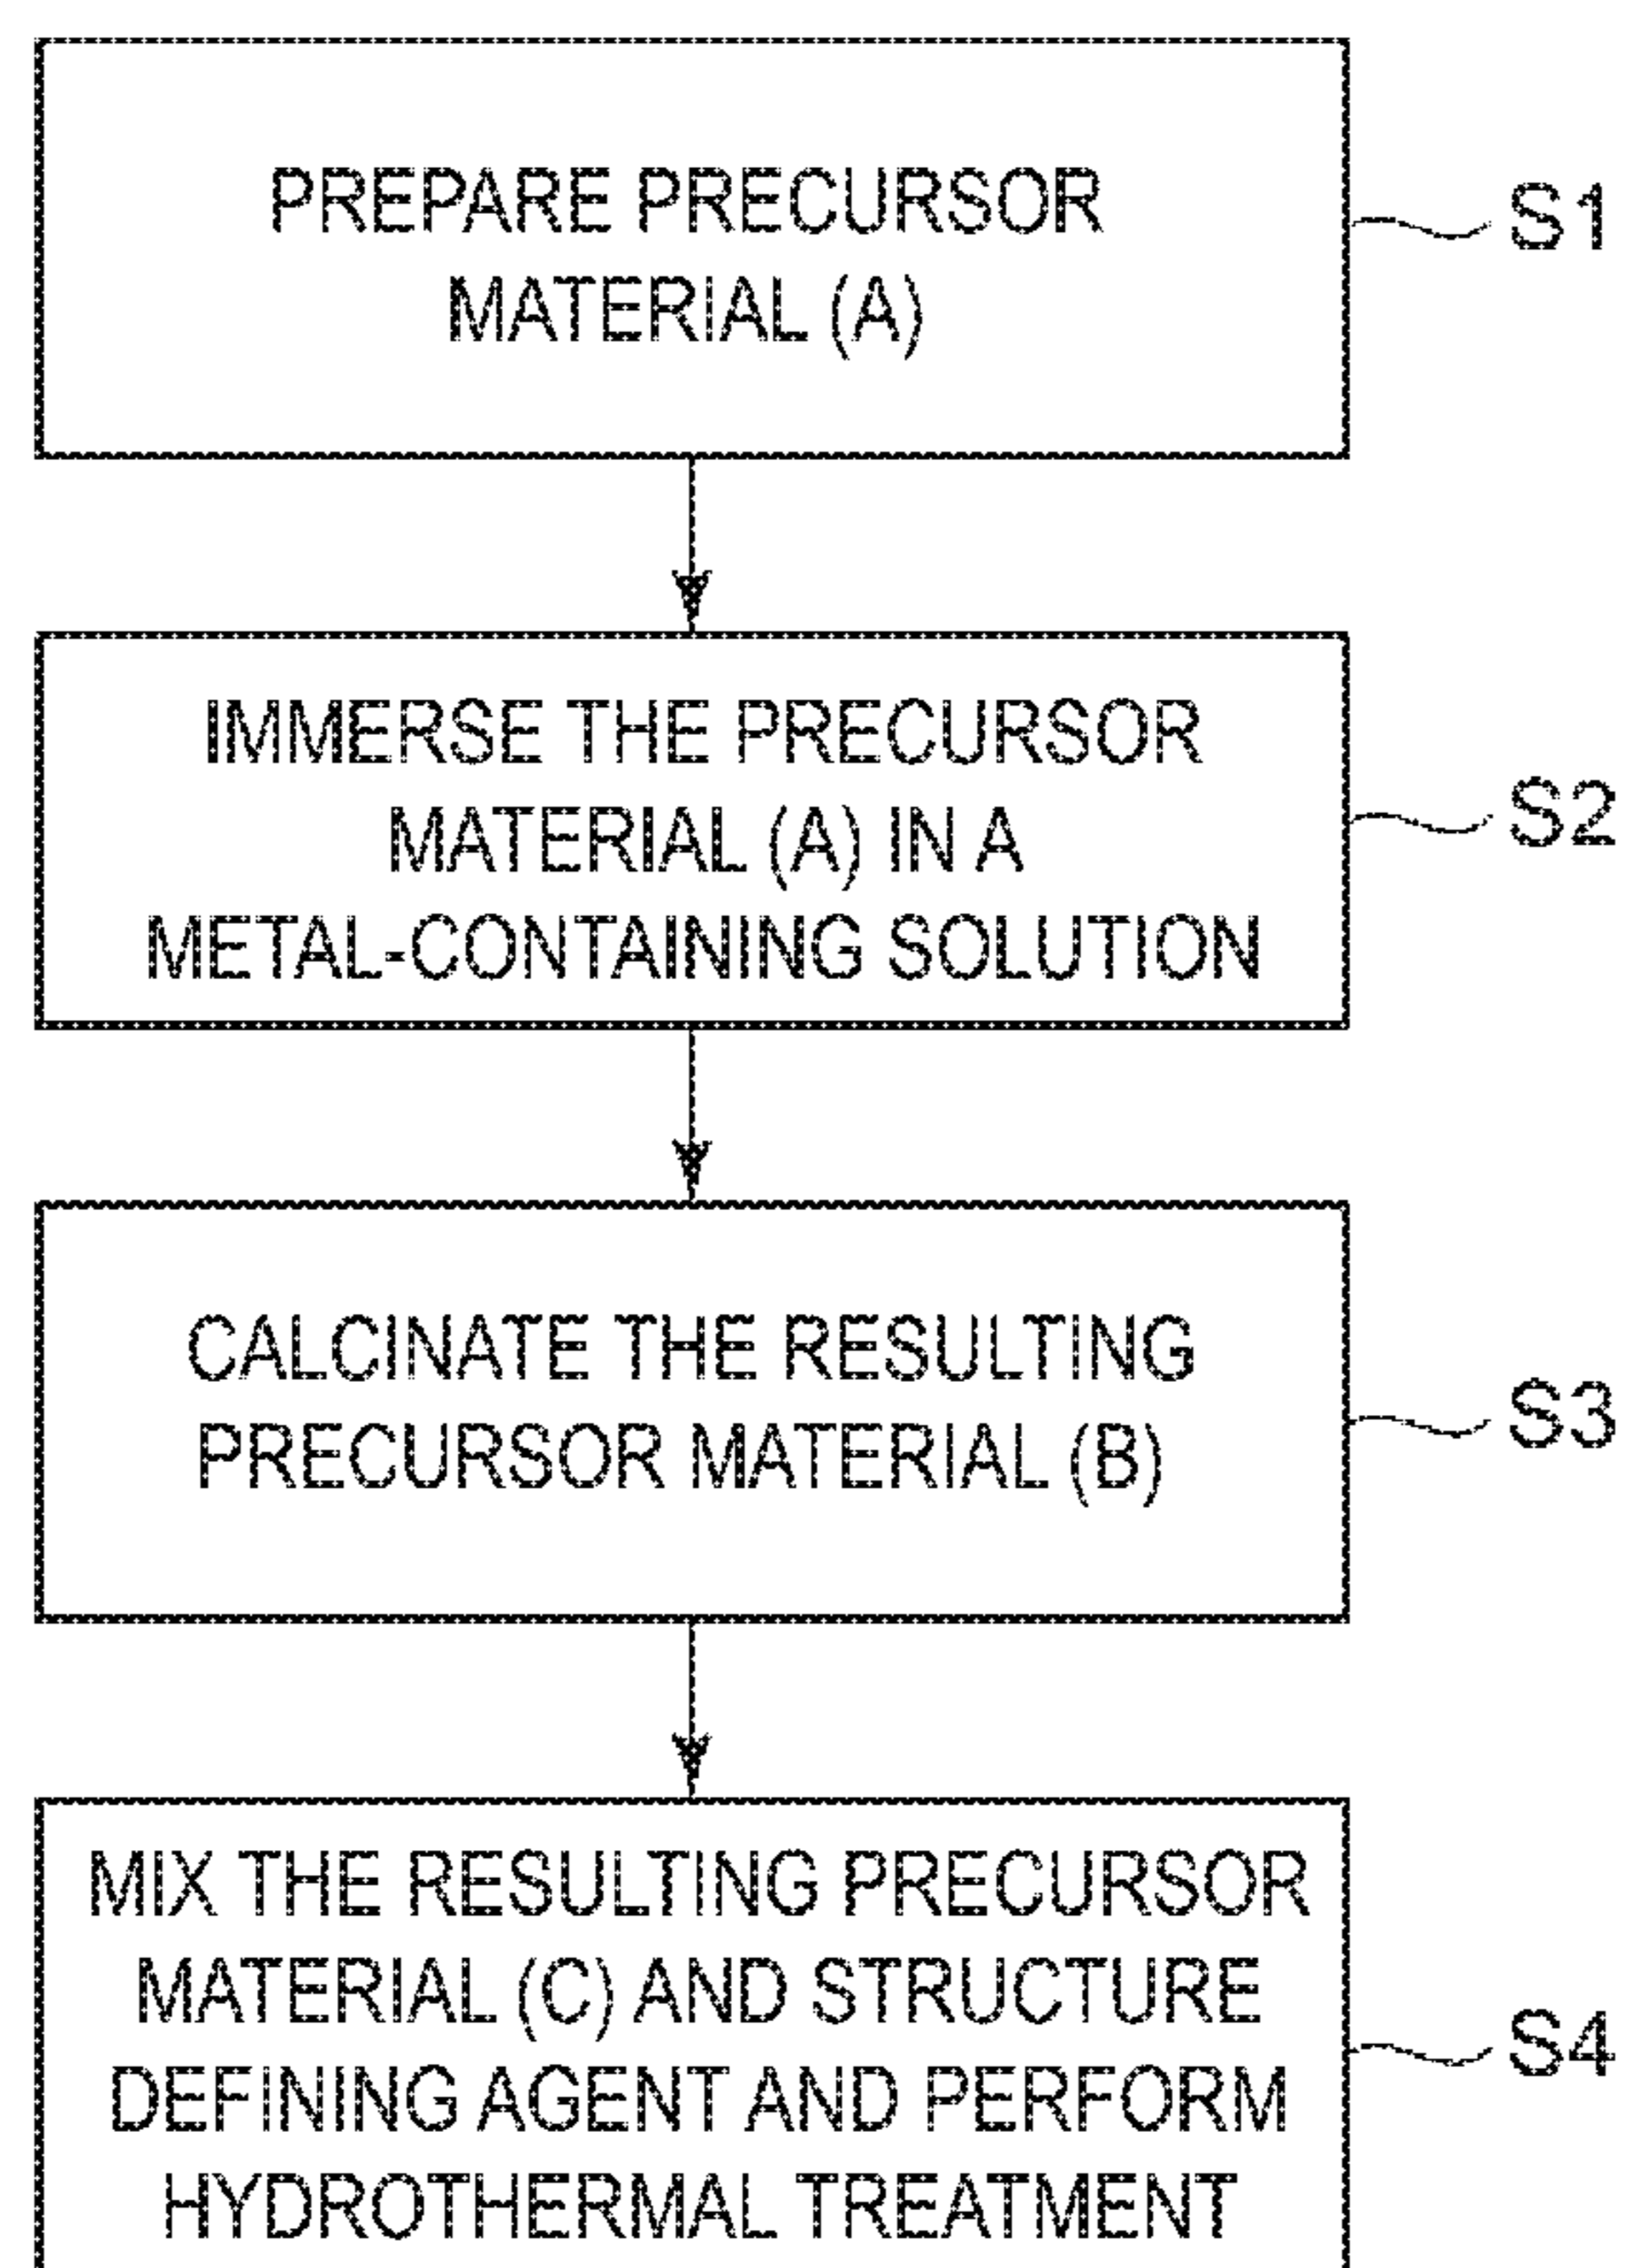 PREPARE PRECURSOR
MATERIAL (A)
S1
IMMERSE THE PRECURSOR
MATERIAL (A) IN A
METAL-CONTAINING SOLUTION
S2
CALCINATE THE RESULTING
PRECURSOR MATERIAL (B)
S3
MIX THE RESULTING PRECURSOR
MATERIAL (C) AND STRUCTURE
DEFINING AGENT AND PERFORM
HYDROTHERMAL TREATMENT
S4